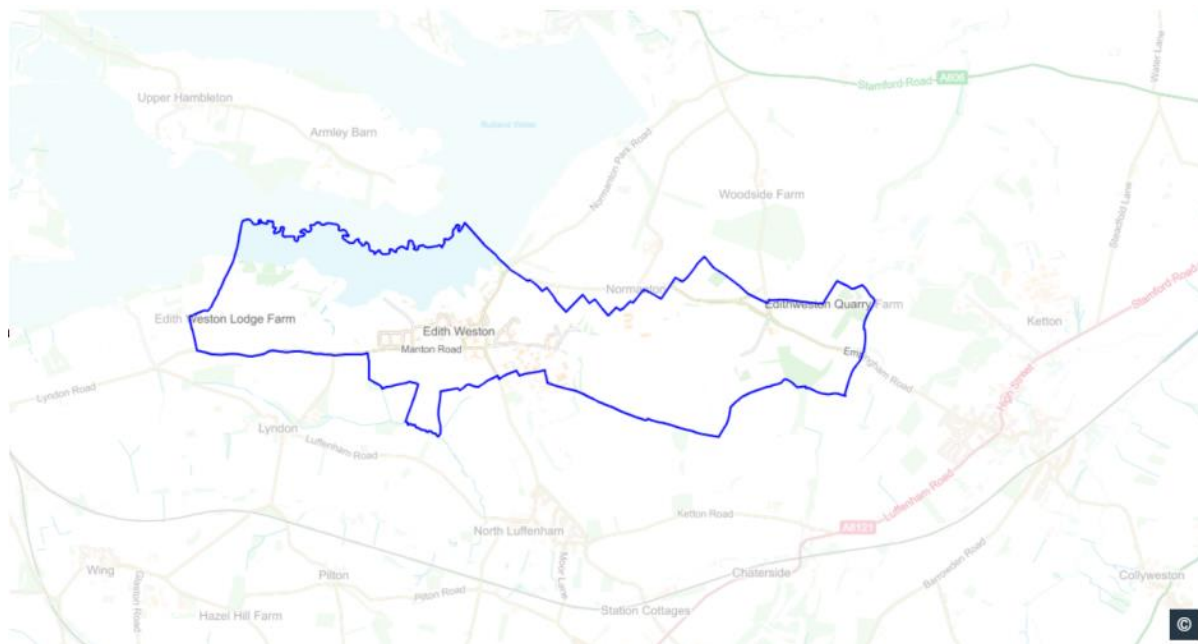 Water Lane
A606
Stamford Road
Upper Hambleton
Rutland Water
Armley Barn
Normanton Park Road
Woodside Farm
Steadfold Lane
Stamford Road
Normanton
Edithweston Quarry Farm
Edith Weston Lodge Farm
Ketton
Edith Weston
Manton Road
Empingham Road
Lyndon Road
High Street
Lyndon
Luffenham Road
Luffenham Road
Ketton Road
A6121
North Luffenham
Wing
Pilton
Moor Lane
Chaterside
Barrowden Road
Collyweston
Glaston Road
Pilton Road
Hazel Hill Farm
Station Cottages
©